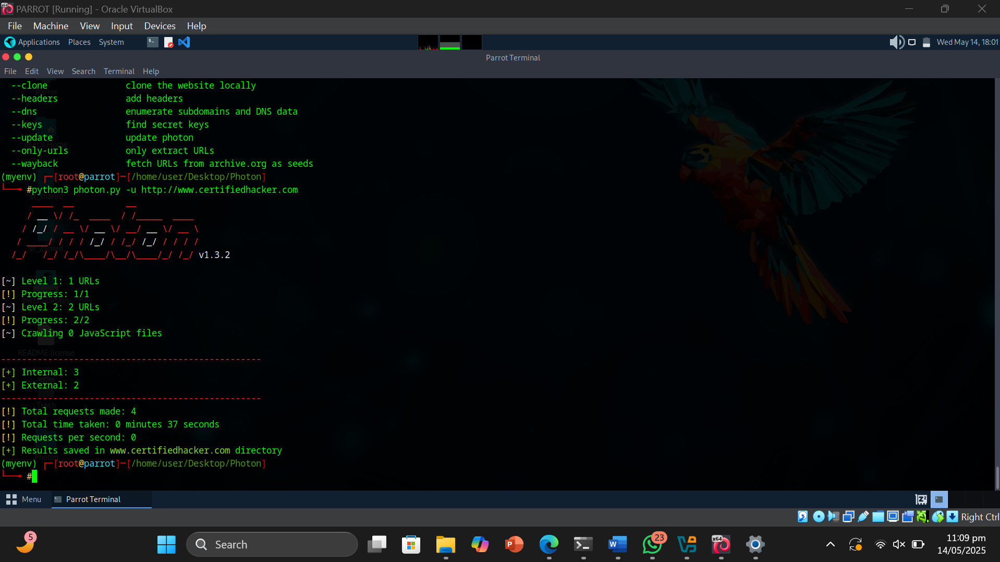 PARROT [Running] - Oracle VirtualBox
File Machine View Input Devices Help
Applications Places System
Wed May 14, 18:01
Parrot Terminal
File Edit View Search Terminal Help
--clone clone the website locally
--headers add headers
--dns enumerate subdomains and DNS data
--keys find secret keys
--update update photon
--only-urls only extract URLs
--wayback fetch URLs from archive.org as seeds
(myenv) ┌─[root@parrot]─[/home/user/Desktop/Photon]
└──╼ #python3 photon.py -u http://www.certifiedhacker.com
    ____  __          __
   / __ \/ /_  ____  / /_____  ____
  / /_/ / __ \/ __ \/ __/ __ \/ __ \
 / ____/ / / / /_/ / /_/ /_/ / / / /
/_/   /_/ /_/\____/\__/\____/_/ /_/ v1.3.2
[~] Level 1: 1 URLs
[!] Progress: 1/1
[~] Level 2: 2 URLs
[!] Progress: 2/2
[~] Crawling 0 JavaScript files
README.license
--------------------------------------------------
[+] Internal: 3
[+] External: 2
--------------------------------------------------
Trash
[!] Total requests made: 4
[!] Total time taken: 0 minutes 37 seconds
[!] Requests per second: 0
[+] Results saved in www.certifiedhacker.com directory
Photon
(myenv) ┌─[root@parrot]─[/home/user/Desktop/Photon]
└──╼ #
Menu Parrot Terminal
Right Ctrl
5
Search
23
x64
11:09 pm
14/05/2025